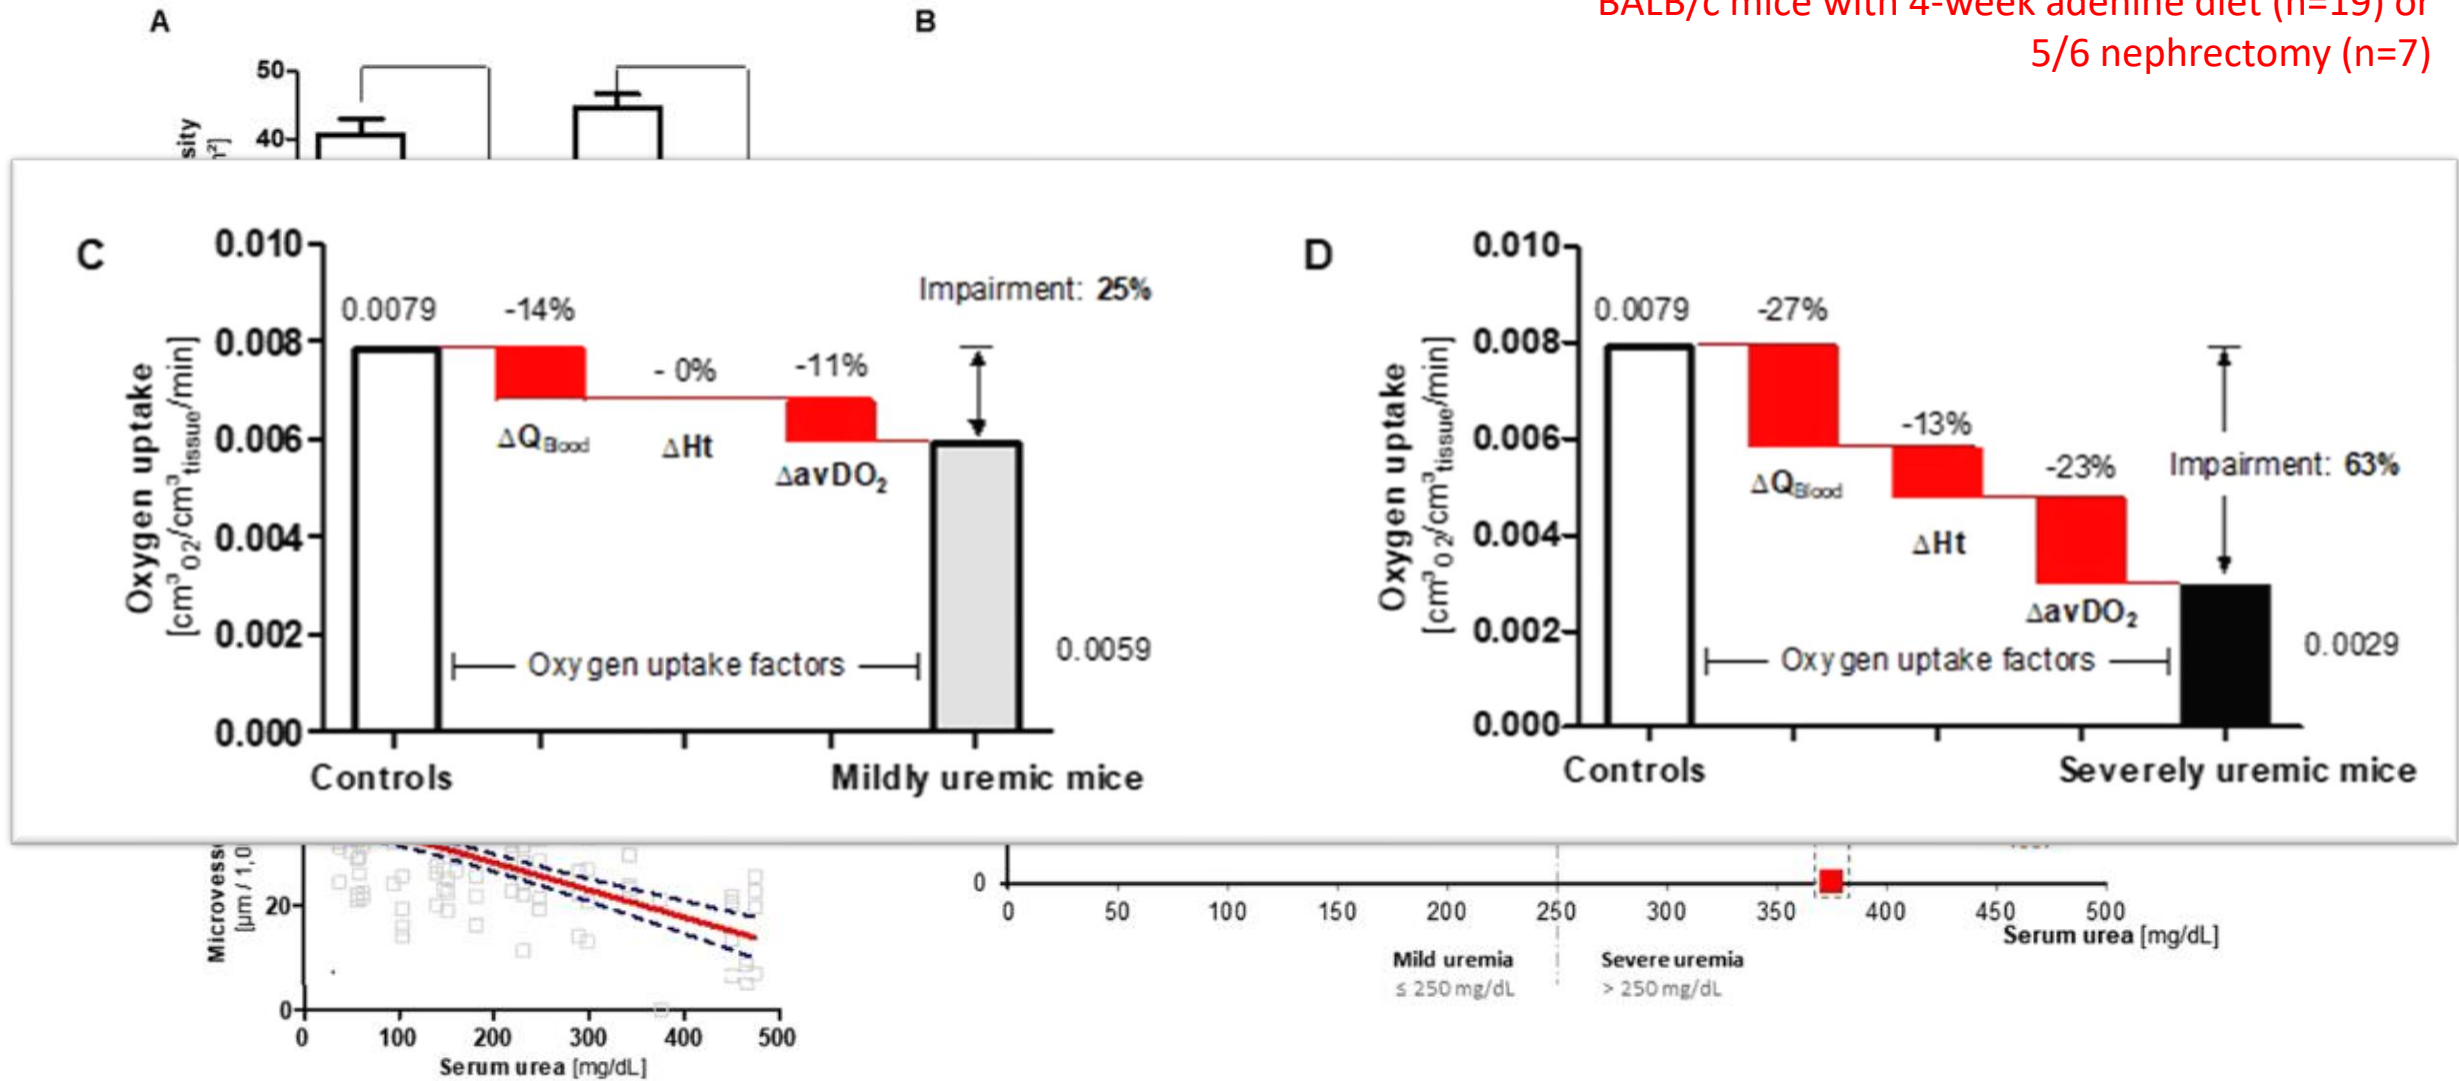 A
B
BALB/c mice with 4-week adenine diet (n=19) or
5/6 nephrectomy (n=7)
50
40
C
Oxygen uptake
[cm³O2/cm³tissue/min]
0.010
0.008
0.006
0.004
0.002
0.000
0.0079
-14%
- 0%
-11%
Impairment: 25%
ΔQBlood
ΔHt
ΔavDO2
Oxygen uptake factors
0.0059
Controls
Mildly uremic mice
D
Oxygen uptake
[cm³O2/cm³tissue/min]
0.010
0.008
0.006
0.004
0.002
0.000
0.0079
-27%
-13%
-23%
Impairment: 63%
ΔQBlood
ΔHt
ΔavDO2
Oxygen uptake factors
0.0029
Controls
Severely uremic mice
20
0
0 100 200 300 400 500
Serum urea [mg/dL]
0
0 50 100 150 200 250 300 350 400 450 500
Serum urea [mg/dL]
Mild uremia
≤ 250 mg/dL
Severe uremia
> 250 mg/dL